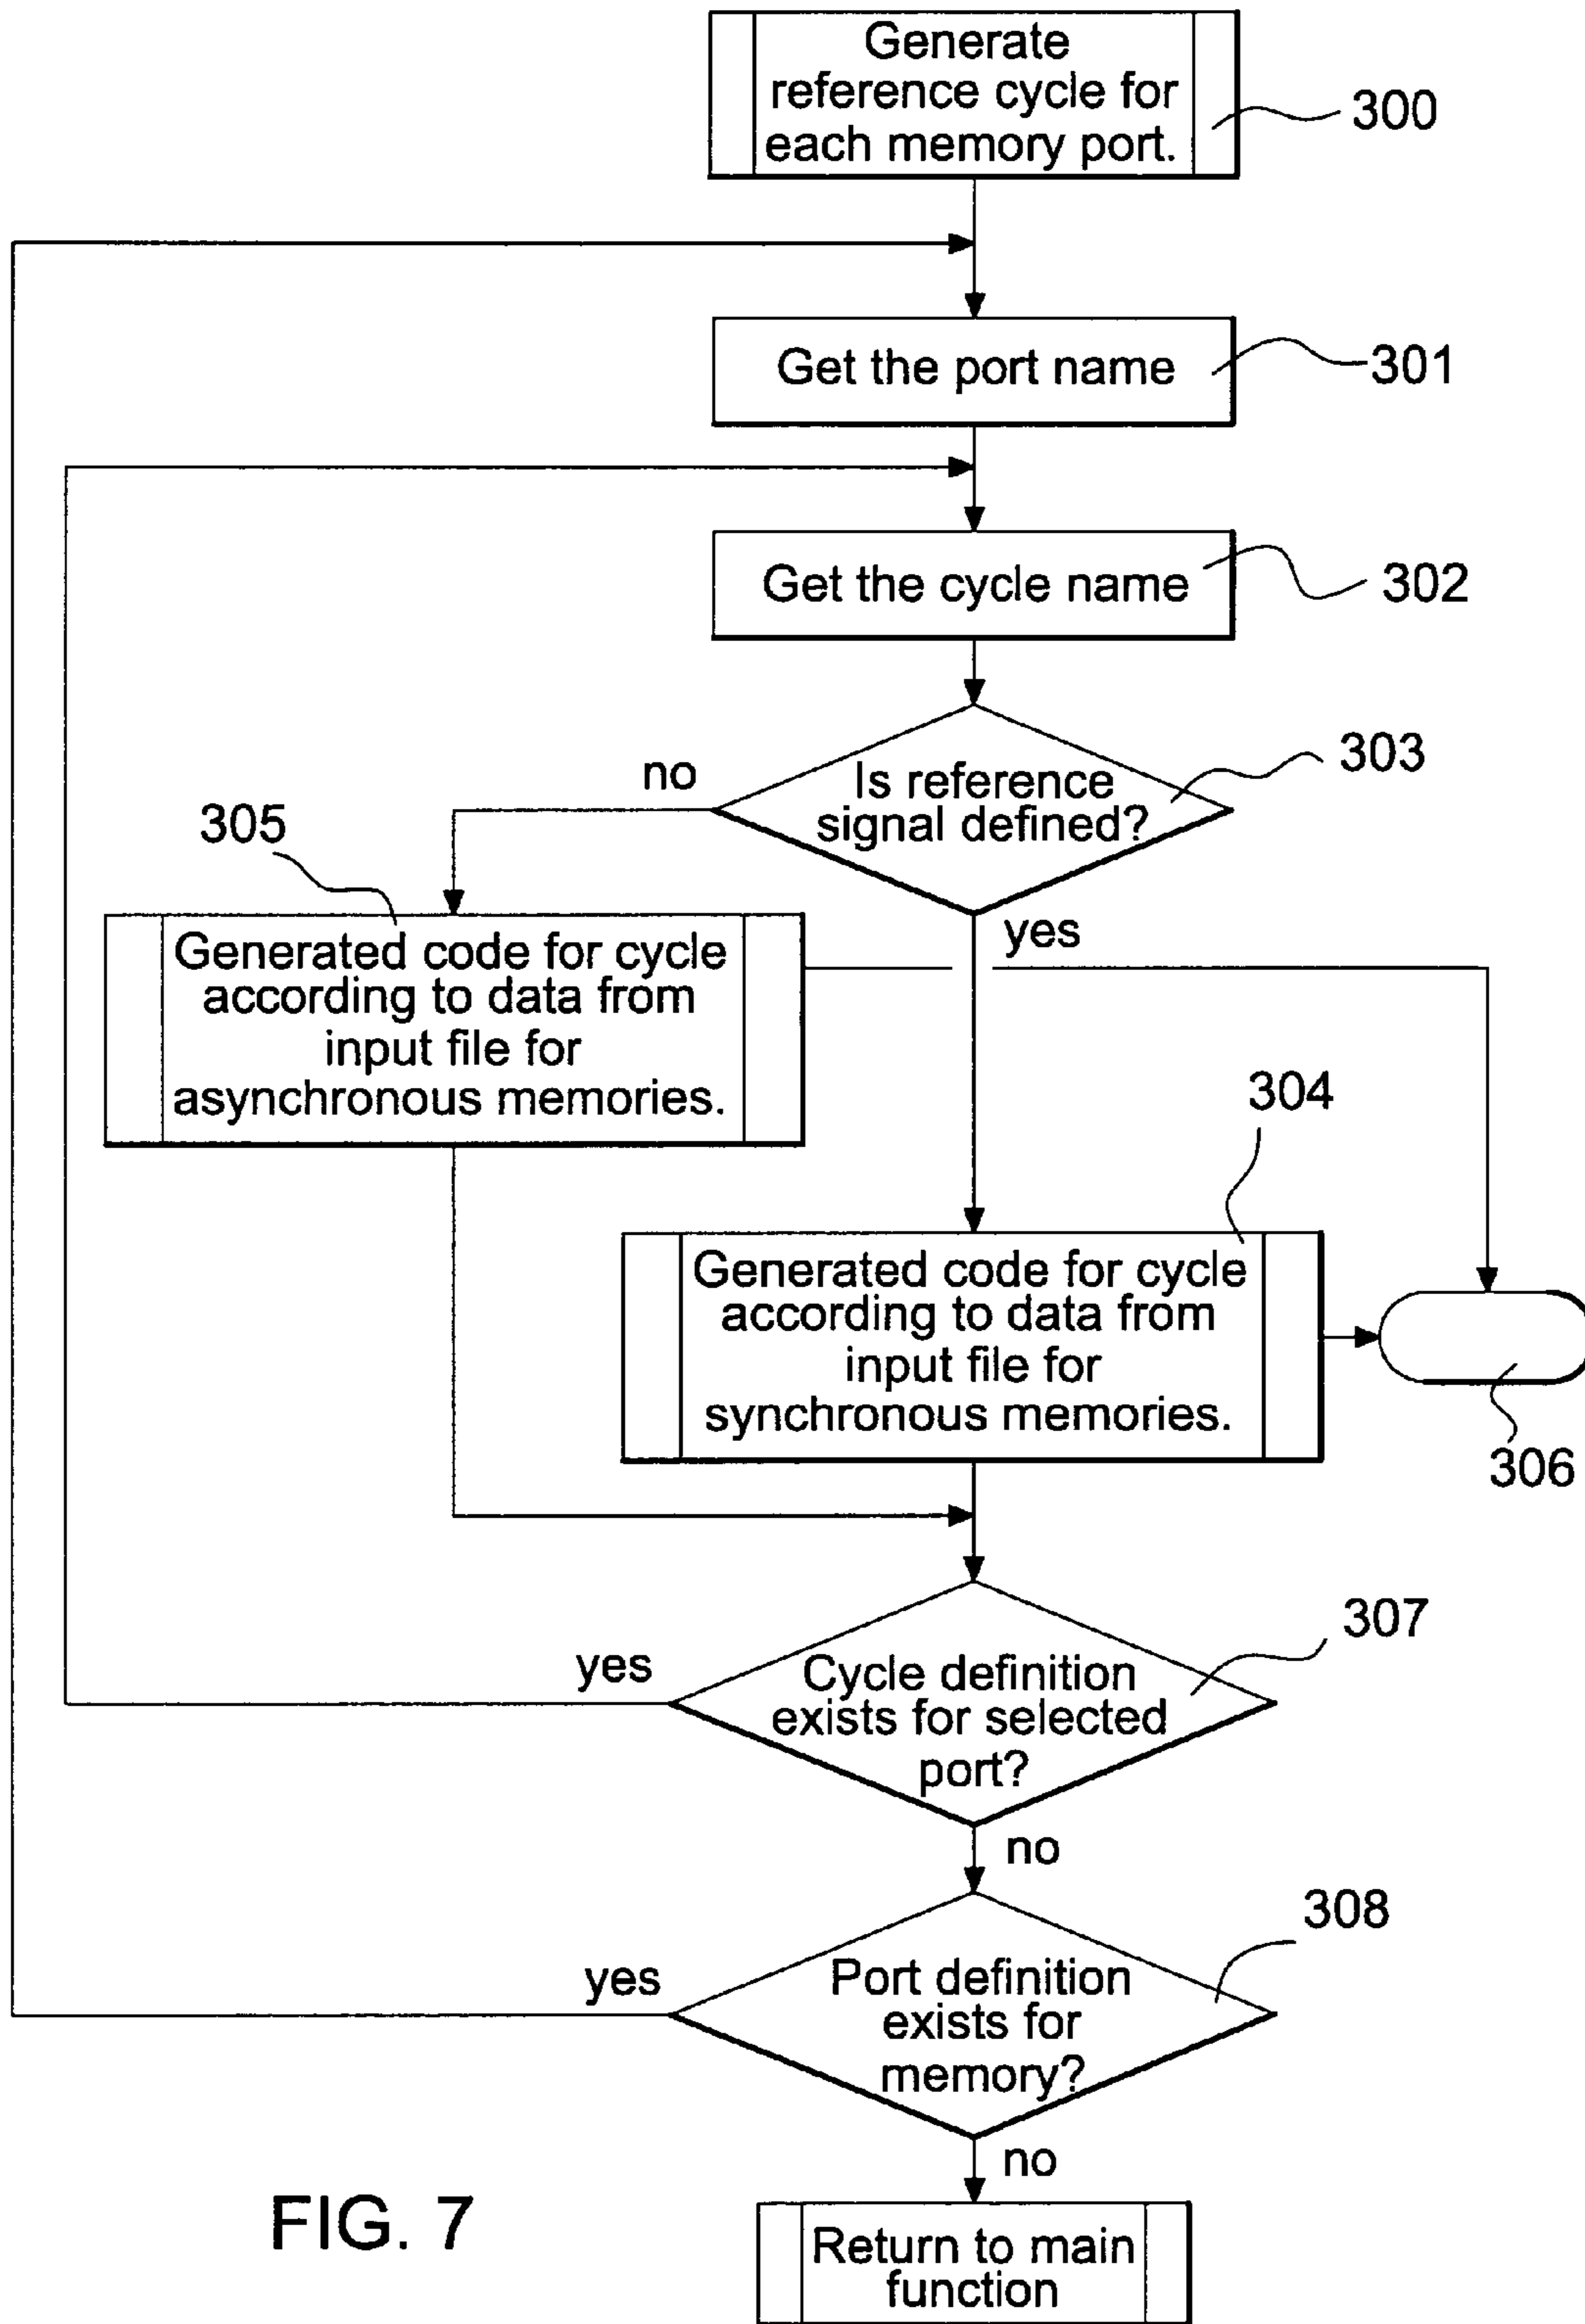 Generate
reference cycle for
each memory port.
300
Get the port name
301
Get the cycle name
302
303
no
Is reference
signal defined?
305
yes
Generated code for cycle
according to data from
input file for
asynchronous memories.
304
Generated code for cycle
according to data from
input file for
synchronous memories.
306
307
yes
Cycle definition
exists for selected
port?
no
308
yes
Port definition
exists for
memory?
no
FIG. 7
Return to main
function